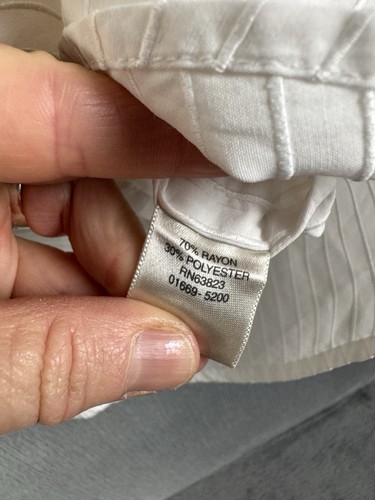 70% RAYON
30% POLYESTER
RN63823
01669-5200